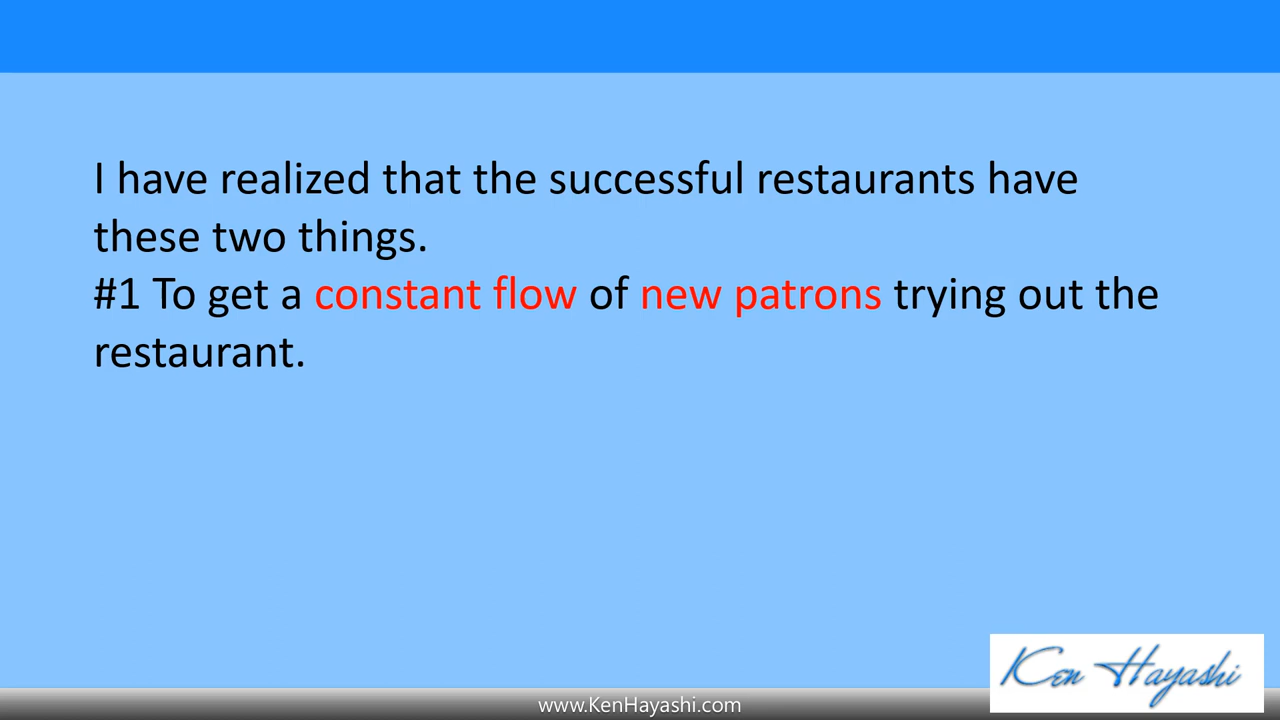 I have realized that the successful restaurants have
these two things.
#1 To get a constant flow of new patrons trying out the
restaurant.
Ken Hayashi
www.KenHayashi.com